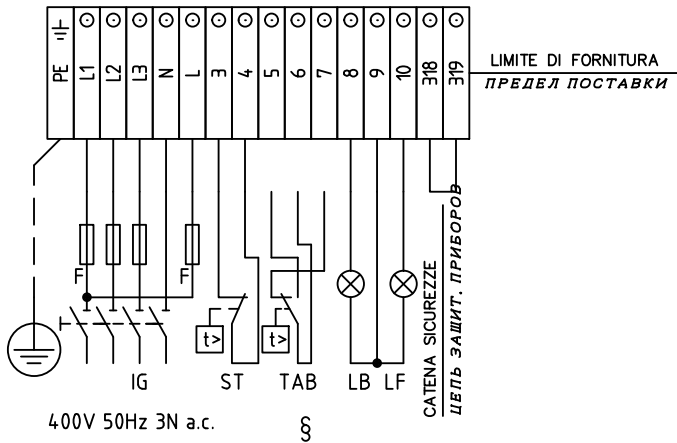 PE L1 L2 L3 N L 3 4 5 6 7 8 9 10 318 319
LIMITE DI FORNITURA
ПРЕДЕЛ ПОСТАВКИ
F F
t> t>
CATENA SICUREZZE
ЦЕПЬ ЗАЩИТ. ПРИБОРОВ
IG ST TAB LB LF
400V 50Hz 3N a.c.
§